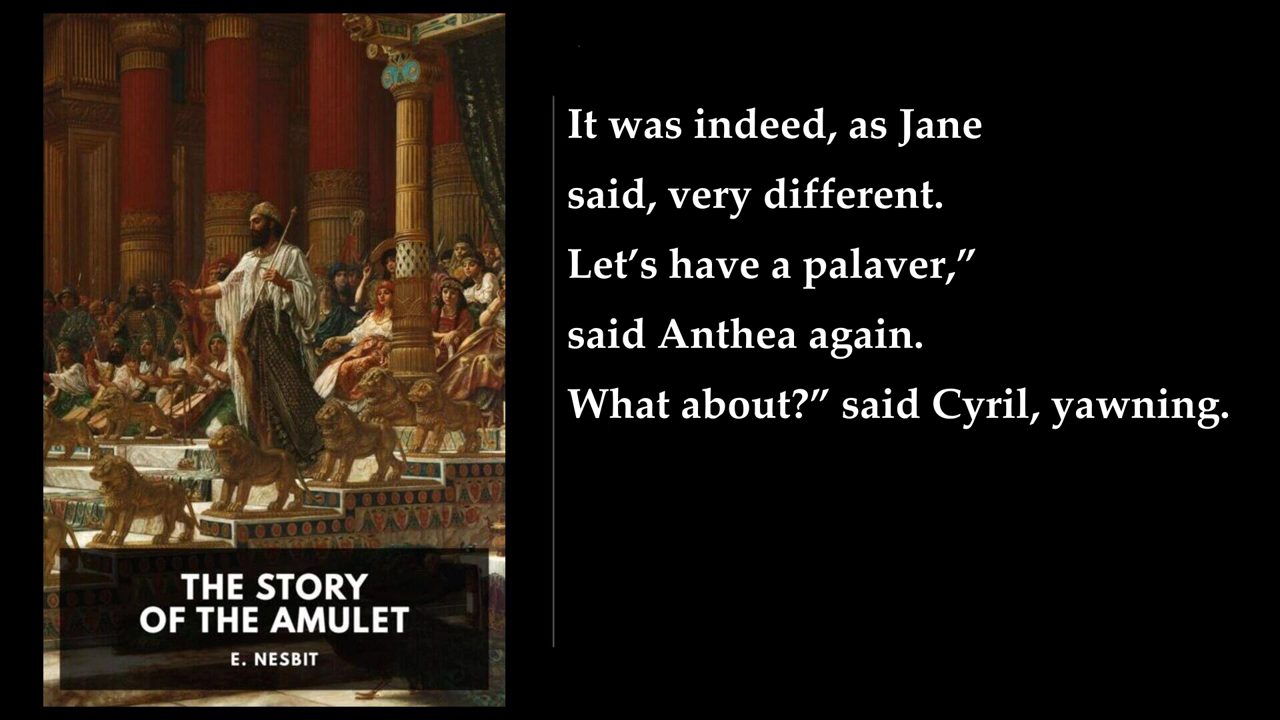 It was indeed, as Jane
said, very different.
Let’s have a palaver,”
said Anthea again.
What about?” said Cyril, yawning.
THE STORY
OF THE AMULET
E. NESBIT